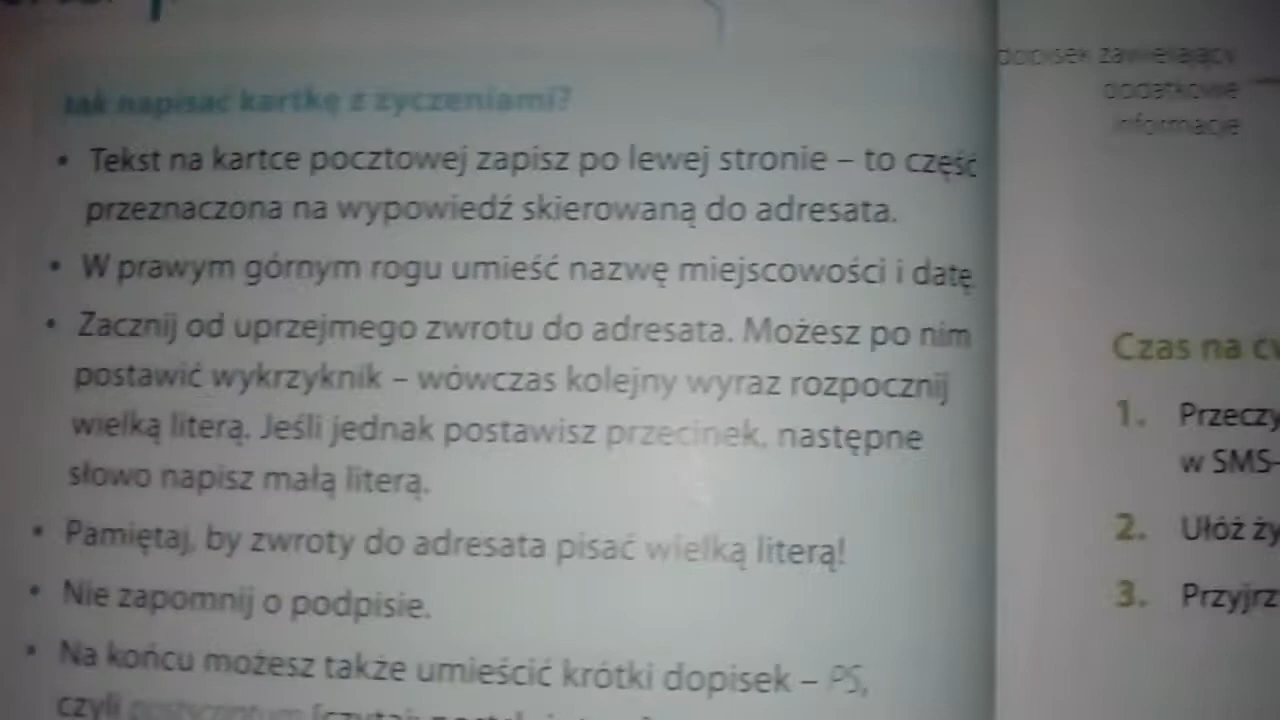 Jak napisać kartkę z życzeniami?
• Tekst na kartce pocztowej zapisz po lewej stronie – to część
przeznaczona na wypowiedź skierowaną do adresata.
• W prawym górnym rogu umieść nazwę miejscowości i datę
• Zacznij od uprzejmego zwrotu do adresata. Możesz po nim
postawić wykrzyknik – wówczas kolejny wyraz rozpocznij
wielką literą. Jeśli jednak postawisz przecinek, następne
słowo napisz małą literą.
• Pamiętaj, by zwroty do adresata pisać wielką literą!
• Nie zapomnij o podpisie.
• Na końcu możesz także umieścić krótki dopisek – PS,
czyli postscriptum [czytaj:
dopisek zawierający
dodatkowe
informacje
Czas na
1. Przeczy
w SMS-
2. Ułóż ży
3. Przyjrz